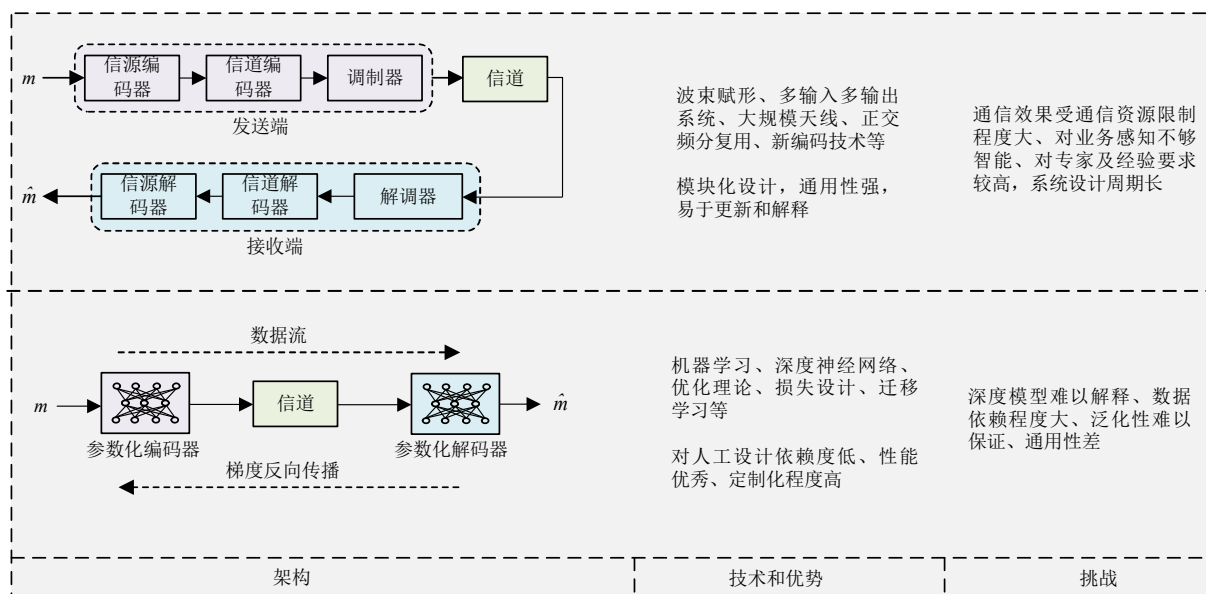 m
信源编
码器
信道编
码器
调制器
信道
发送端
m̂
信源解
码器
信道解
码器
解调器
接收端
波束赋形、多输入多输出
系统、大规模天线、正交
频分复用、新编码技术等
模块化设计，通用性强，
易于更新和解释
通信效果受通信资源限制
程度大、对业务感知不够
智能、对专家及经验要求
较高，系统设计周期长
数据流
m
信道
m̂
参数化编码器
参数化解码器
梯度反向传播
机器学习、深度神经网络、
优化理论、损失设计、迁移
学习等
对人工设计依赖度低、性能
优秀、定制化程度高
深度模型难以解释、数据
依赖程度大、泛化性难以
保证、通用性差
架构
技术和优势
挑战